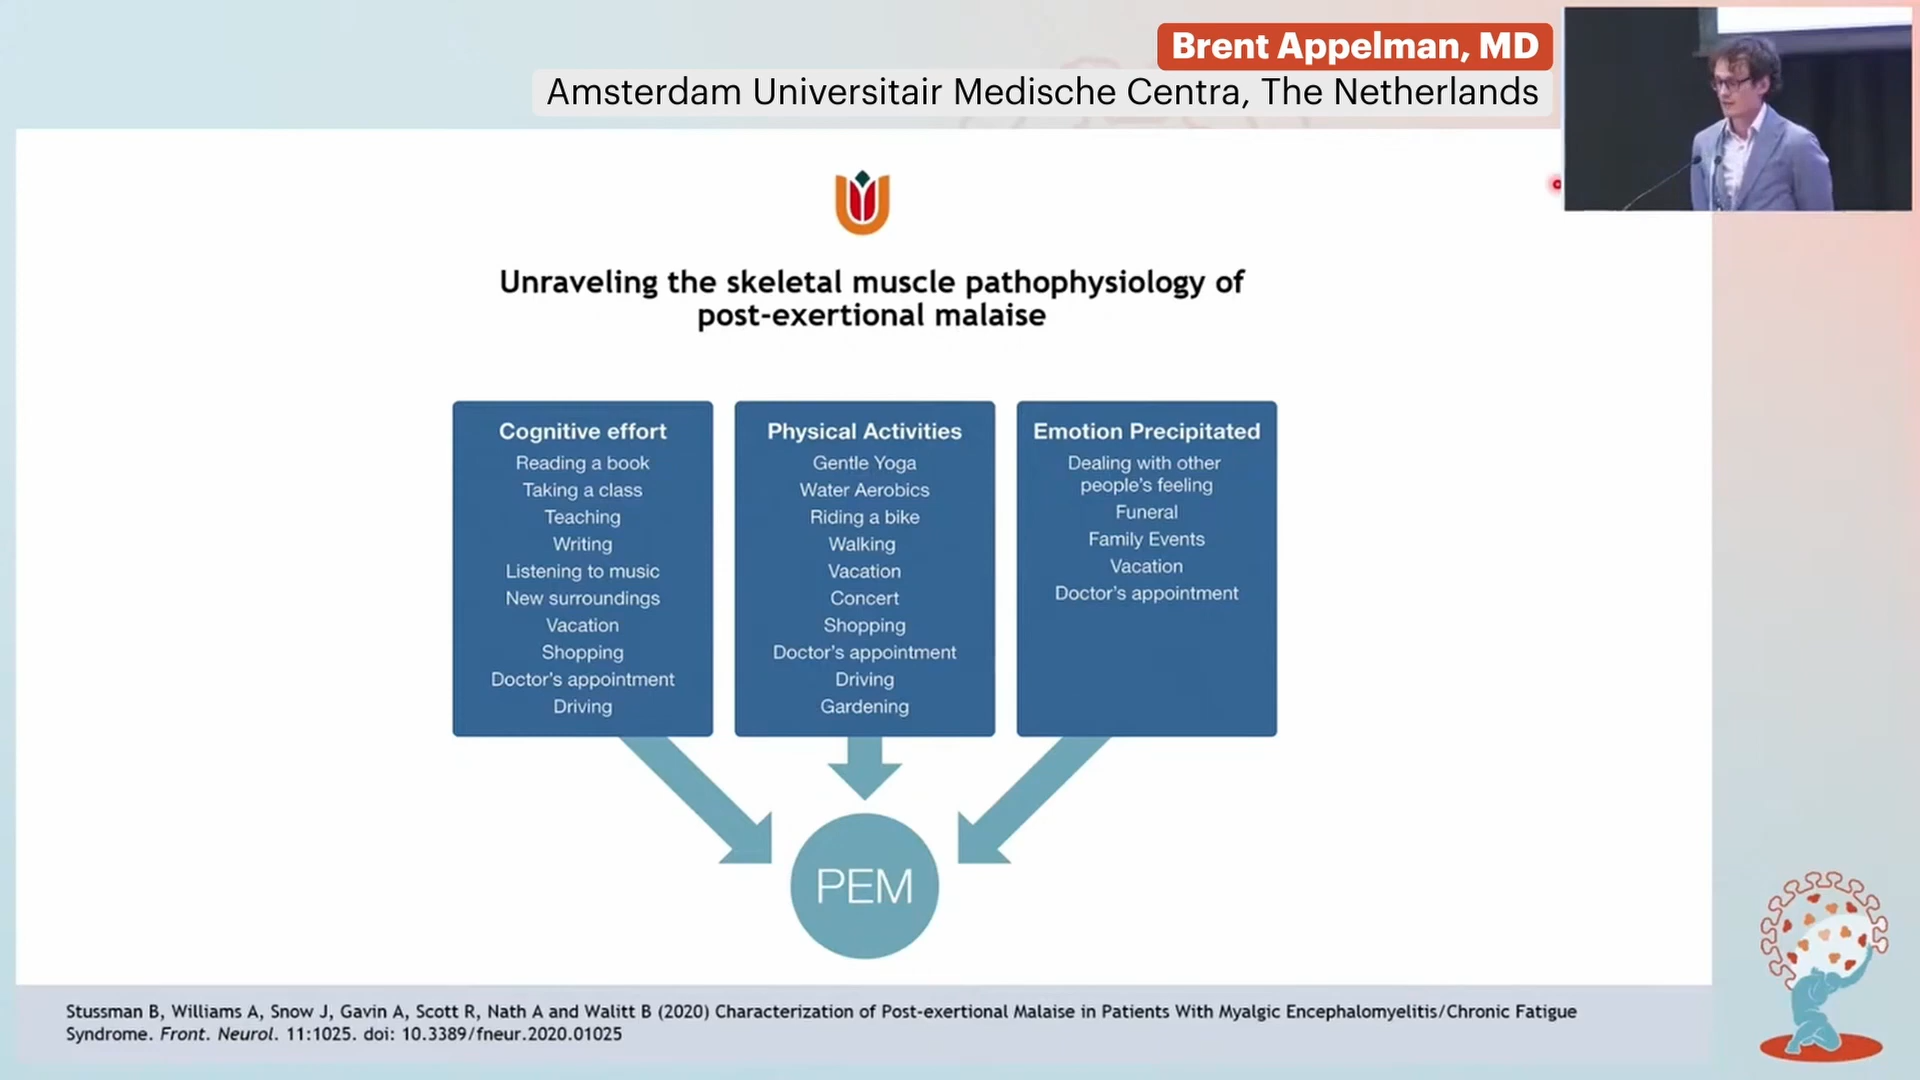 Brent Appelman, MD
Amsterdam Universitair Medische Centra, The Netherlands
Unraveling the skeletal muscle pathophysiology of
post-exertional malaise
Cognitive effort
Reading a book
Taking a class
Teaching
Writing
Listening to music
New surroundings
Vacation
Shopping
Doctor's appointment
Driving
Physical Activities
Gentle Yoga
Water Aerobics
Riding a bike
Walking
Vacation
Concert
Shopping
Doctor's appointment
Driving
Gardening
Emotion Precipitated
Dealing with other
people's feeling
Funeral
Family Events
Vacation
Doctor's appointment
PEM
Stussman B, Williams A, Snow J, Gavin A, Scott R, Nath A and Walitt B (2020) Characterization of Post-exertional Malaise in Patients With Myalgic Encephalomyelitis/Chronic Fatigue
Syndrome. Front. Neurol. 11:1025. doi: 10.3389/fneur.2020.01025